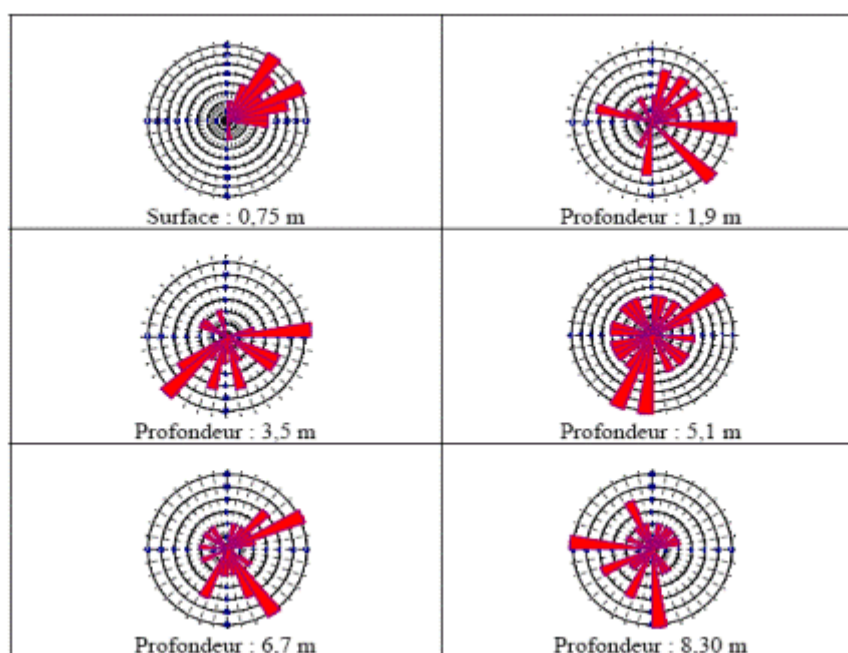 Surface : 0,75 m
Profondeur : 1,9 m
Profondeur : 3,5 m
Profondeur : 5,1 m
Profondeur : 6,7 m
Profondeur : 8,30 m